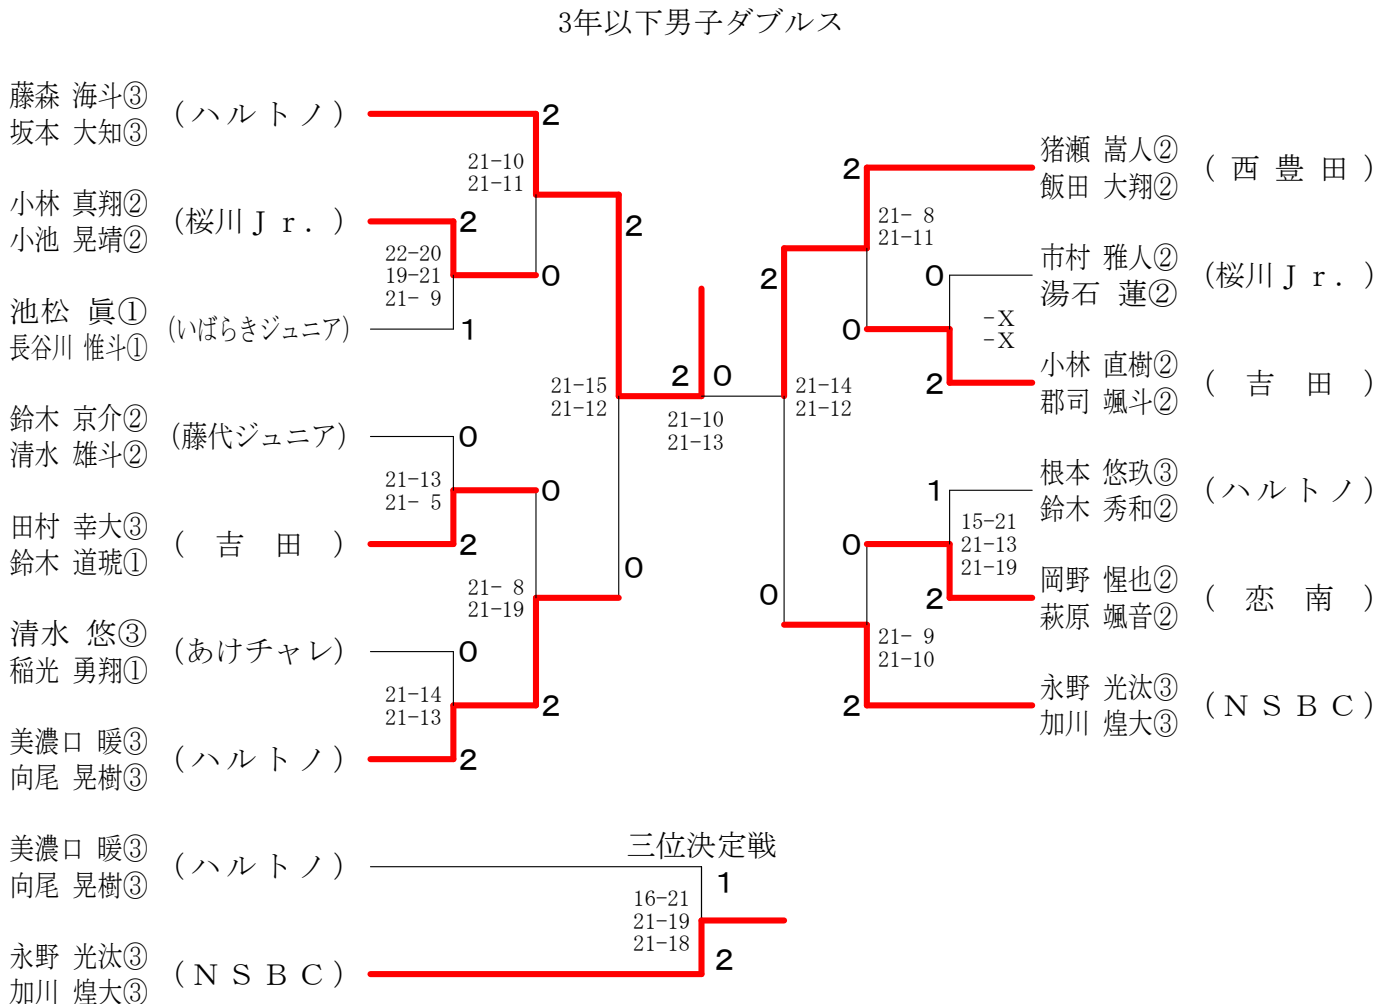 3年以下男子ダブルス
藤森 海斗③
坂本 大知③
(ハルトノ)
2
21-10
21-11
小林 真翔②
小池 晃靖②
(桜川Jr.)
2
22-20
19-21
21- 9
0
池松 眞①
長谷川 惟斗①
(いばらきジュニア)
1
2
21-15
21-12
鈴木 京介②
清水 雄斗②
(藤代ジュニア)
0
21-13
21- 5
0
田村 幸大③
鈴木 道琥①
(吉田)
2
21- 8
21-19
0
清水 悠③
稲光 勇翔①
(あけチャレ)
0
21-14
21-13
2
美濃口 暖③
向尾 晃樹③
(ハルトノ)
2
2 0
21-10
21-13
猪瀬 嵩人②
飯田 大翔②
(西豊田)
2
21- 8
21-11
市村 雅人②
湯石 蓮②
(桜川Jr.)
0
-X
-X
0
小林 直樹②
郡司 颯斗②
(吉田)
2
2
21-14
21-12
根本 悠玖③
鈴木 秀和②
(ハルトノ)
1
15-21
21-13
21-19
0
岡野 惺也②
萩原 颯音②
(恋南)
2
0
21- 9
21-10
永野 光汰③
加川 煌大③
(NSBC)
2
三位決定戦
美濃口 暖③
向尾 晃樹③
(ハルトノ)
1
16-21
21-19
21-18
永野 光汰③
加川 煌大③
(NSBC)
2